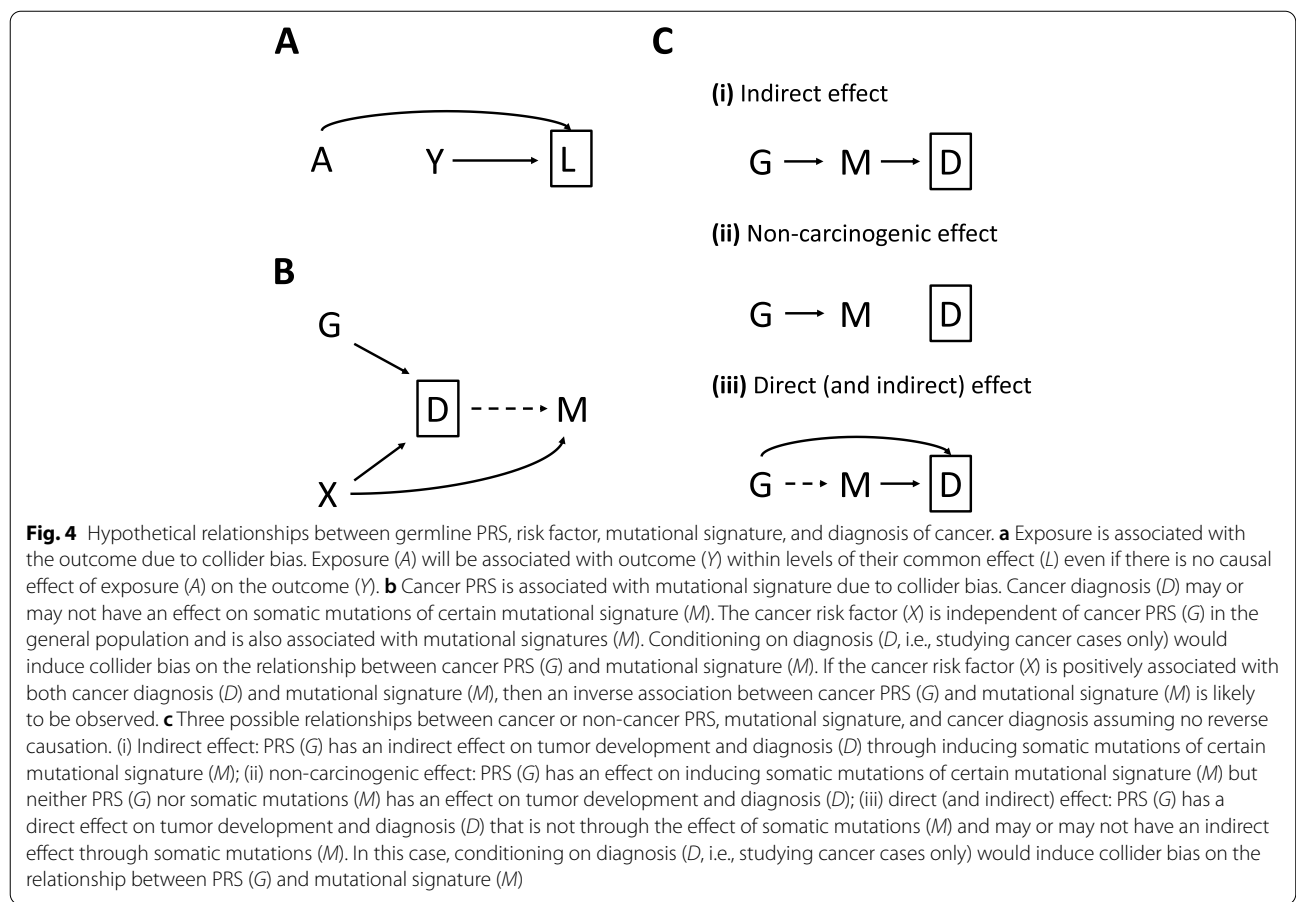 A
A
Y
L
B
G
D
M
X
C
(i) Indirect effect
G
M
D
(ii) Non-carcinogenic effect
G
M
D
(iii) Direct (and indirect) effect
G
M
D
Fig. 4 Hypothetical relationships between germline PRS, risk factor, mutational signature, and diagnosis of cancer. a Exposure is associated with
the outcome due to collider bias. Exposure (A) will be associated with outcome (Y) within levels of their common effect (L) even if there is no causal
effect of exposure (A) on the outcome (Y). b Cancer PRS is associated with mutational signature due to collider bias. Cancer diagnosis (D) may or
may not have an effect on somatic mutations of certain mutational signature (M). The cancer risk factor (X) is independent of cancer PRS (G) in the
general population and is also associated with mutational signatures (M). Conditioning on diagnosis (D, i.e., studying cancer cases only) would
induce collider bias on the relationship between cancer PRS (G) and mutational signature (M). If the cancer risk factor (X) is positively associated with
both cancer diagnosis (D) and mutational signature (M), then an inverse association between cancer PRS (G) and mutational signature (M) is likely
to be observed. c Three possible relationships between cancer or non-cancer PRS, mutational signature, and cancer diagnosis assuming no reverse
causation. (i) Indirect effect: PRS (G) has an indirect effect on tumor development and diagnosis (D) through inducing somatic mutations of certain
mutational signature (M); (ii) non-carcinogenic effect: PRS (G) has an effect on inducing somatic mutations of certain mutational signature (M) but
neither PRS (G) nor somatic mutations (M) has an effect on tumor development and diagnosis (D); (iii) direct (and indirect) effect: PRS (G) has a
direct effect on tumor development and diagnosis (D) that is not through the effect of somatic mutations (M) and may or may not have an indirect
effect through somatic mutations (M). In this case, conditioning on diagnosis (D, i.e., studying cancer cases only) would induce collider bias on the
relationship between PRS (G) and mutational signature (M)